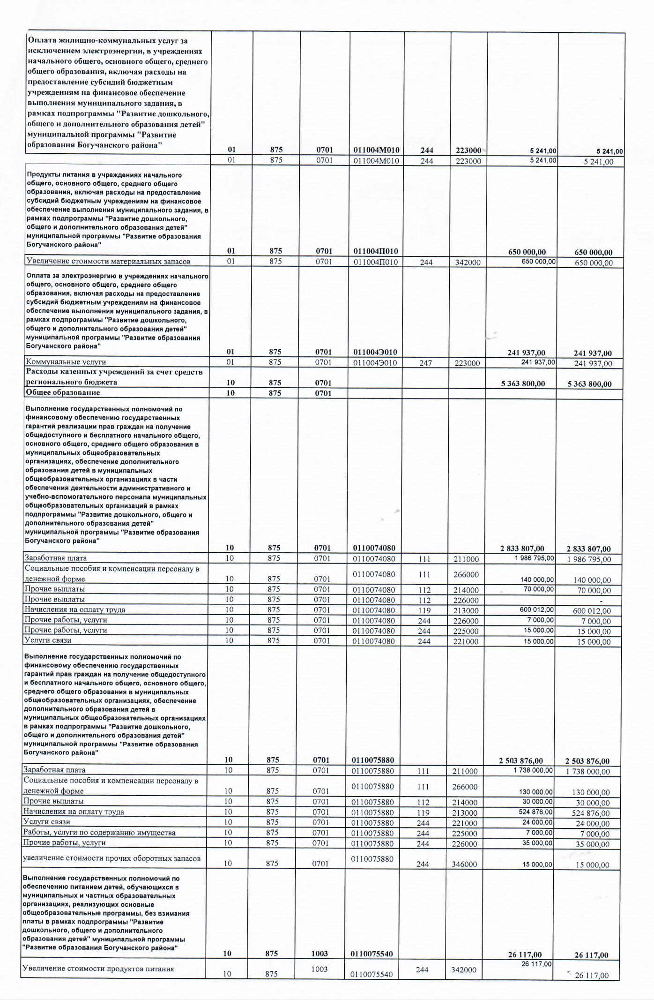 Оплата жилищно-коммунальных услуг за
исключением электроэнергии, в учреждениях
начального общего, основного общего, среднего
общего образования, включая расходы на
предоставление субсидий бюджетным
учреждениям на финансовое обеспечение
выполнения муниципального задания, в
рамках подпрограммы "Развитие дошкольного,
общего и дополнительного образования детей"
муниципальной программы "Развитие
образования Богучанского района" 01 875 0701 011004М010 244 223000 5 241,00 5 241,00
01 875 0701 011004М010 244 223000 5 241,00 5 241,00
Продукты питания в учреждениях начального
общего, основного общего, среднего общего
образования, включая расходы на предоставление
субсидий бюджетным учреждениям на финансовое
обеспечение выполнения муниципального задания, в
рамках подпрограммы "Развитие дошкольного,
общего и дополнительного образования детей"
муниципальной программы "Развитие образования
Богучанского района" 01 875 0701 011004П010 650 000,00 650 000,00
Увеличение стоимости материальных запасов 01 875 0701 011004П010 244 342000 650 000,00 650 000,00
Оплата за электроэнергию в учреждениях начального
общего, основного общего, среднего общего
образования, включая расходы на предоставление
субсидий бюджетным учреждениям на финансовое
обеспечение выполнения муниципального задания, в
рамках подпрограммы "Развитие дошкольного,
общего и дополнительного образования детей"
муниципальной программы "Развитие образования
Богучанского района" 01 875 0701 011004Э010 241 937,00 241 937,00
Коммунальные услуги 01 875 0701 011004Э010 247 223000 241 937,00 241 937,00
Расходы казенных учреждений за счет средств
регионального бюджета 10 875 0701 5 363 800,00 5 363 800,00
Общее образование 10 875 0701
Выполнение государственных полномочий по
финансовому обеспечению государственных
гарантий реализации прав граждан на получение
общедоступного и бесплатного начального общего,
основного общего, среднего общего образования в
муниципальных общеобразовательных
организациях, обеспечение дополнительного
образования детей в муниципальных
общеобразовательных организациях в части
обеспечения деятельности административного и
учебно-вспомогательного персонала муниципальных
общеобразовательных организаций в рамках
подпрограммы "Развитие дошкольного, общего и
дополнительного образования детей"
муниципальной программы "Развитие образования
Богучанского района" 10 875 0701 0110074080 2 833 807,00 2 833 807,00
Заработная плата 10 875 0701 0110074080 111 211000 1 986 795,00 1 986 795,00
Социальные пособия и компенсации персоналу в
денежной форме 10 875 0701 0110074080 111 266000 140 000,00 140 000,00
Прочие выплаты 10 875 0701 0110074080 112 214000 70 000,00 70 000,00
Прочие выплаты 10 875 0701 0110074080 112 226000 -
Начисления на оплату труда 10 875 0701 0110074080 119 213000 600 012,00 600 012,00
Прочие работы, услуги 10 875 0701 0110074080 244 226000 7 000,00 7 000,00
Прочие работы, услуги 10 875 0701 0110074080 244 225000 15 000,00 15 000,00
Услуги связи 10 875 0701 0110074080 244 221000 15 000,00 15 000,00
Выполнение государственных полномочий по
финансовому обеспечению государственных
гарантий прав граждан на получение общедоступного
и бесплатного начального общего, основного общего,
среднего общего образования в муниципальных
общеобразовательных организациях, обеспечение
дополнительного образования детей в
муниципальных общеобразовательных организациях
в рамках подпрограммы "Развитие дошкольного,
общего и дополнительного образования детей"
муниципальной программы "Развитие образования
Богучанского района" 10 875 0701 0110075880 2 503 876,00 2 503 876,00
Заработная плата 10 875 0701 0110075880 111 211000 1 738 000,00 1 738 000,00
Социальные пособия и компенсации персоналу в
денежной форме 10 875 0701 0110075880 111 266000 130 000,00 130 000,00
Прочие выплаты 10 875 0701 0110075880 112 214000 30 000,00 30 000,00
Начисления на оплату труда 10 875 0701 0110075880 119 213000 524 876,00 524 876,00
Услуги связи 10 875 0701 0110075880 244 221000 24 000,00 24 000,00
Работы, услуги по содержанию имущества 10 875 0701 0110075880 244 225000 7 000,00 7 000,00
Прочие работы, услуги 10 875 0701 0110075880 244 226000 35 000,00 35 000,00
увеличение стоимости прочих оборотных запасов 10 875 0701 0110075880 244 346000 15 000,00 15 000,00
Выполнение государственных полномочий по
обеспечению питанием детей, обучающихся в
муниципальных и частных образовательных
организациях, реализующих основные
общеобразовательные программы, без взимания
платы в рамках подпрограммы "Развитие
дошкольного, общего и дополнительного
образования детей" муниципальной программы
"Развитие образования Богучанского района" 10 875 1003 0110075540 26 117,00 26 117,00
Увеличение стоимости продуктов питания 10 875 1003 0110075540 244 342000 26 117,00 26 117,00